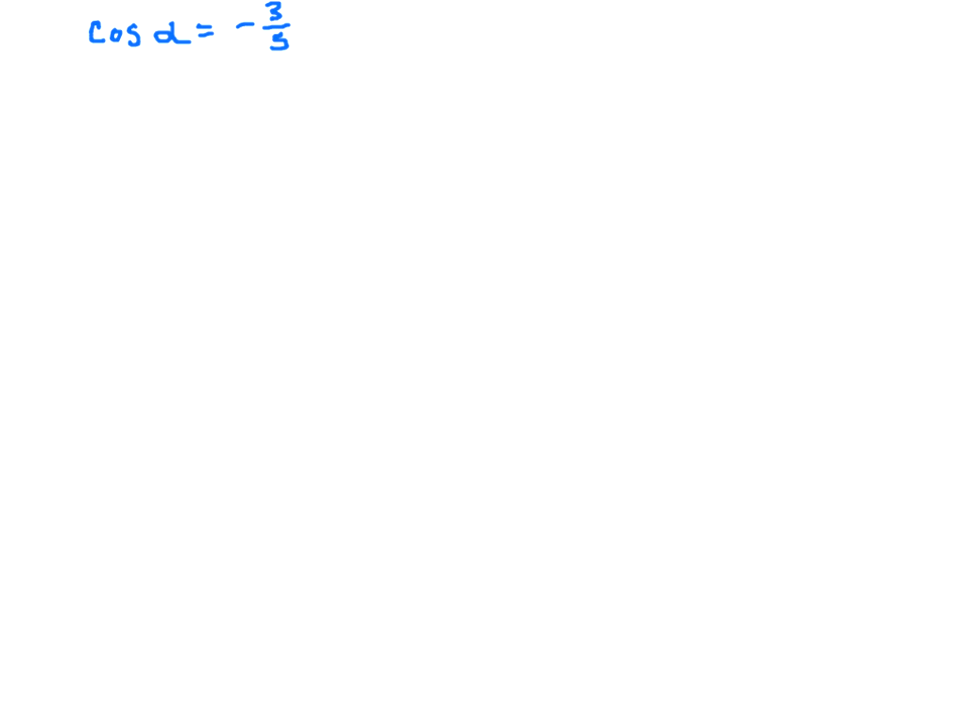 cos α = - 3/5